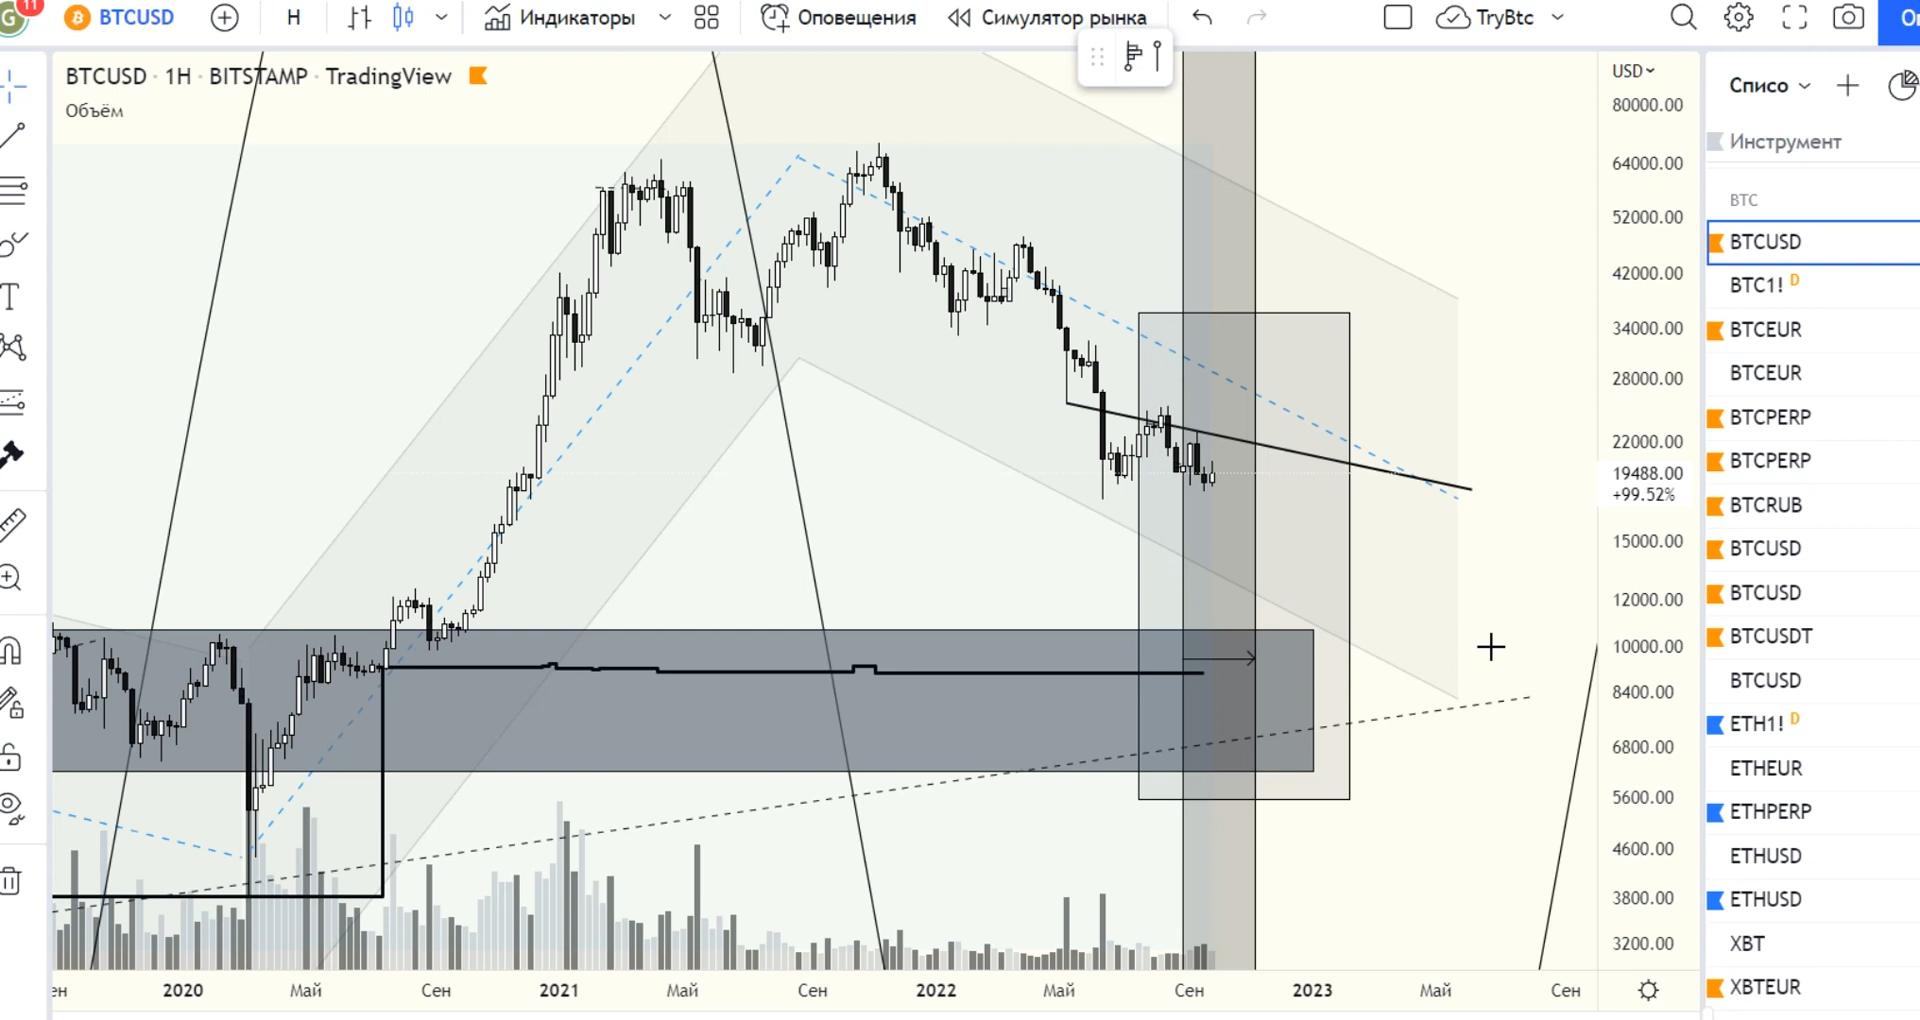 G 11 BTCUSD Н Индикаторы Оповещения Симулятор рынка TryBtc
BTCUSD · 1Н · BITSTAMP · TradingView
Объём
USD
80000.00
64000.00
52000.00
42000.00
34000.00
28000.00
22000.00
19488.00
+99.52%
15000.00
12000.00
10000.00
8400.00
6800.00
5600.00
4600.00
3800.00
3200.00
ен 2020 Май Сен 2021 Май Сен 2022 Май Сен 2023 Май Сен
Списо
Инструмент
BTC
BTCUSD
BTC1! D
BTCEUR
BTCEUR
BTCPERP
BTCPERP
BTCRUB
BTCUSD
BTCUSD
BTCUSDT
BTCUSD
ETH1! D
ETHEUR
ETHPERP
ETHUSD
ETHUSD
XBT
XBTEUR